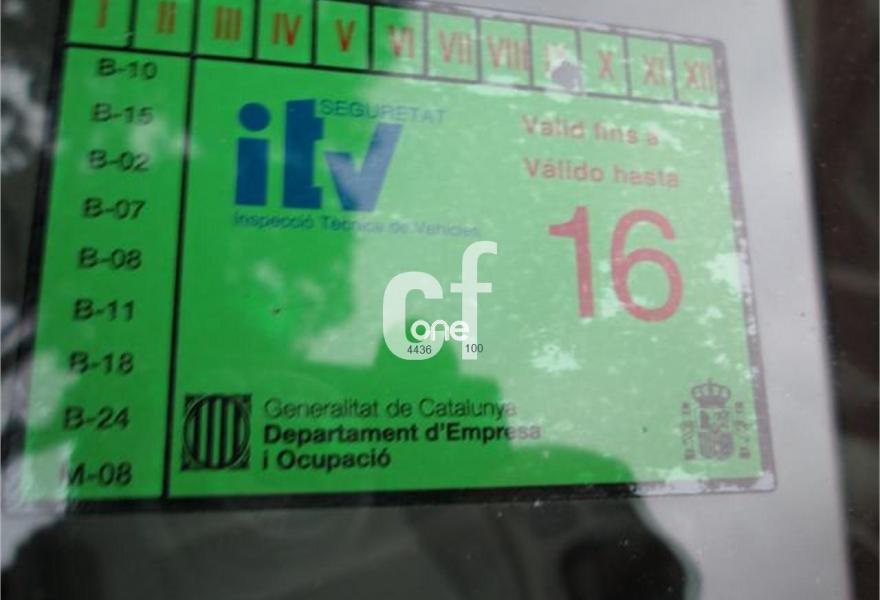 I II III IV V VI VII VIII IX X XI XII
B-10
B-15
B-02
B-07
B-08
B-11
B-18
B-24
M-08
SEGURETAT
itv
Inspecció Tècnica de Vehicles
Vàlid fins a
Válido hasta
16
cf
one
4436 100
Generalitat de Catalunya
Departament d'Empresa
i Ocupació